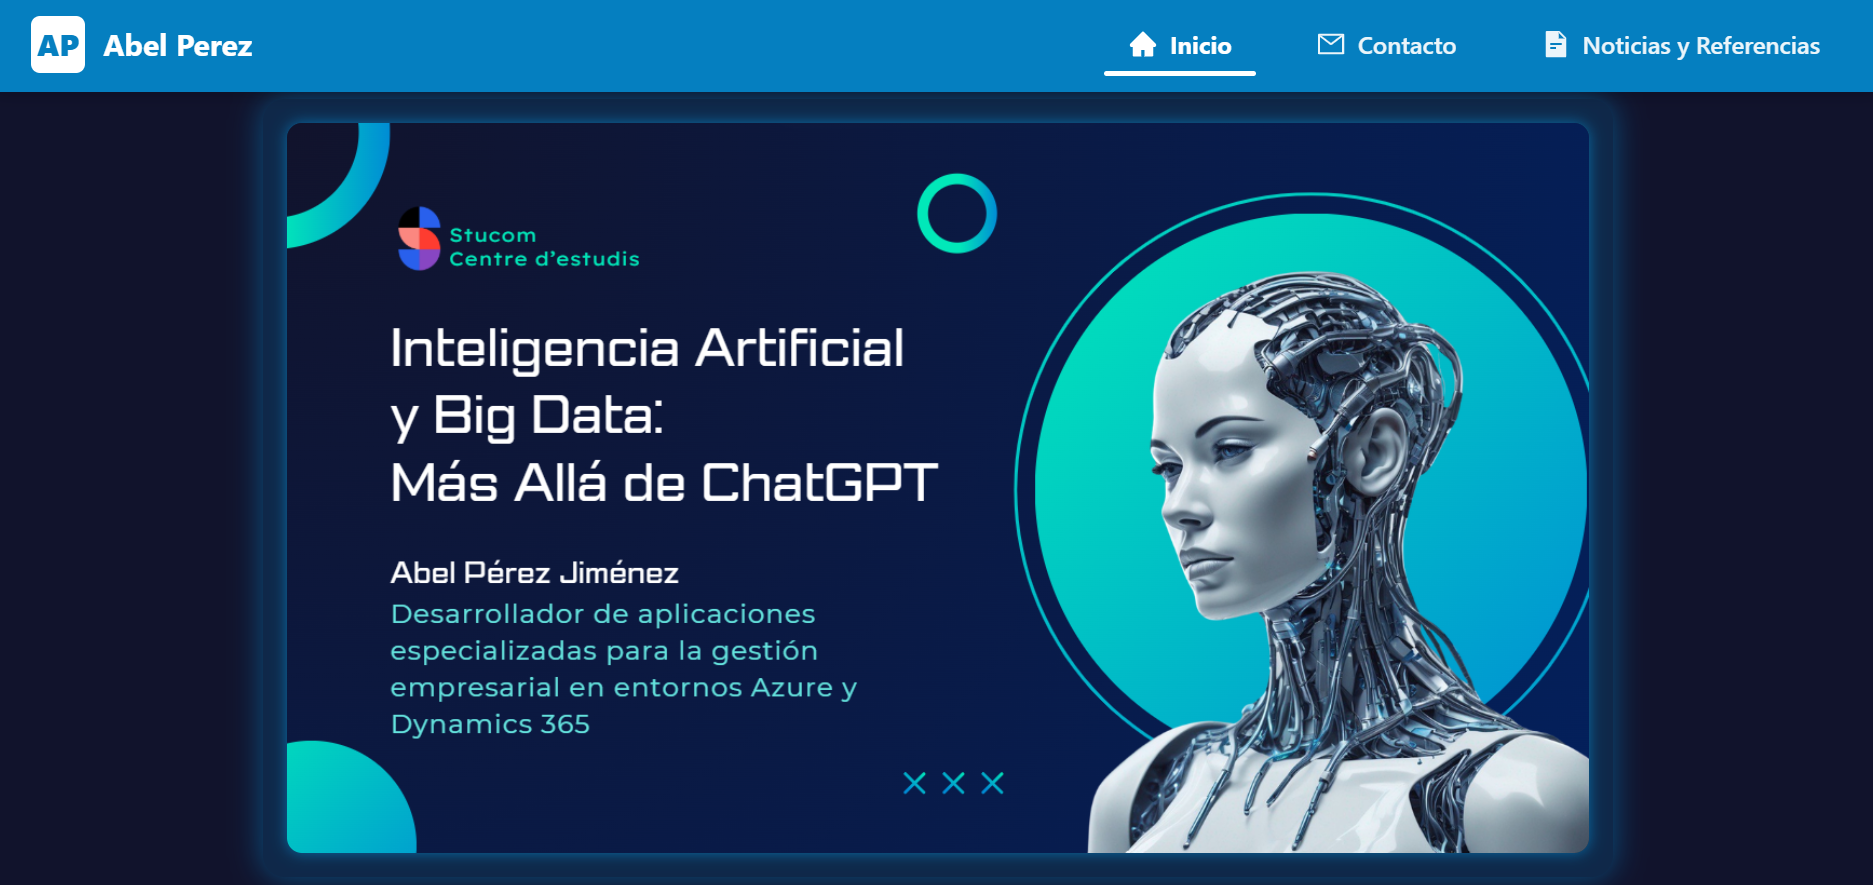 AP Abel Perez Inicio Contacto Noticias y Referencias
Stucom
Centre d'estudis
Inteligencia Artificial
y Big Data:
Más Allá de ChatGPT
Abel Pérez Jiménez
Desarrollador de aplicaciones
especializadas para la gestión
empresarial en entornos Azure y
Dynamics 365